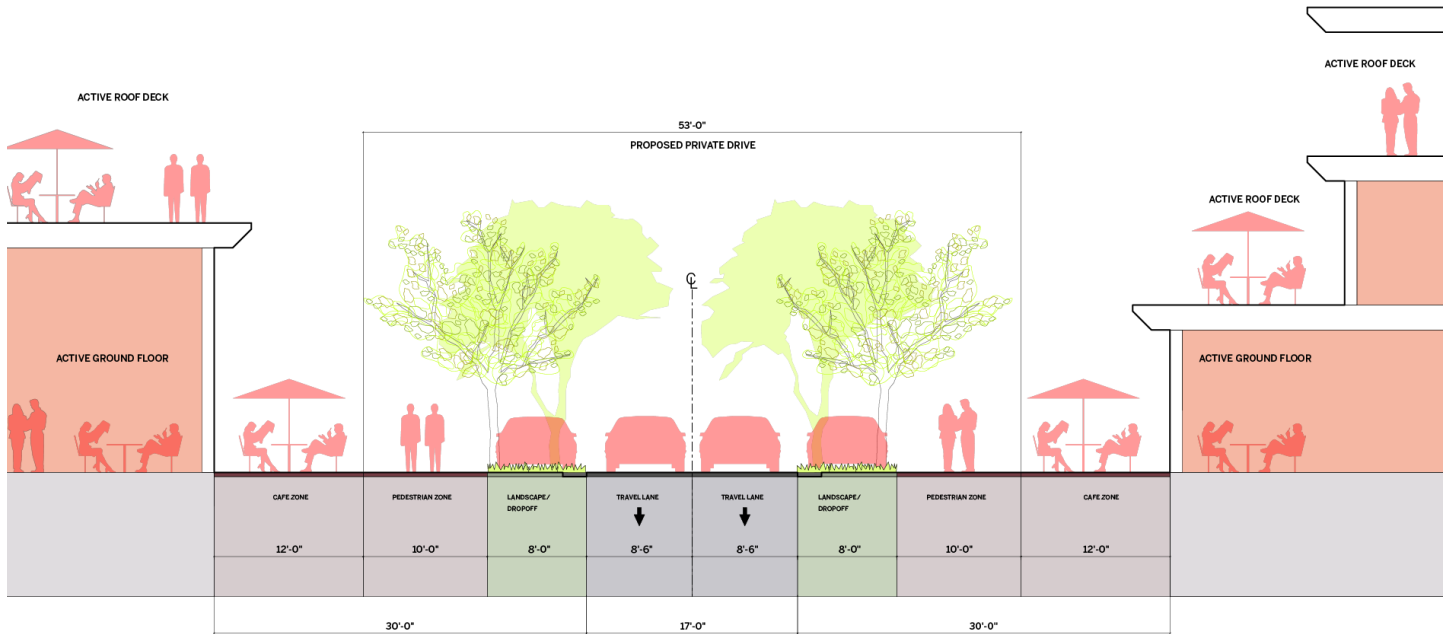 ACTIVE ROOF DECK
ACTIVE ROOF DECK
53'-0"
PROPOSED PRIVATE DRIVE
ACTIVE ROOF DECK
℄
ACTIVE GROUND FLOOR
ACTIVE GROUND FLOOR
CAFE ZONE
PEDESTRIAN ZONE
LANDSCAPE/
DROPOFF
TRAVEL LANE
TRAVEL LANE
LANDSCAPE/
DROPOFF
PEDESTRIAN ZONE
CAFE ZONE
12'-0"
10'-0"
8'-0"
8'-6"
8'-6"
8'-0"
10'-0"
12'-0"
30'-0"
17'-0"
30'-0"